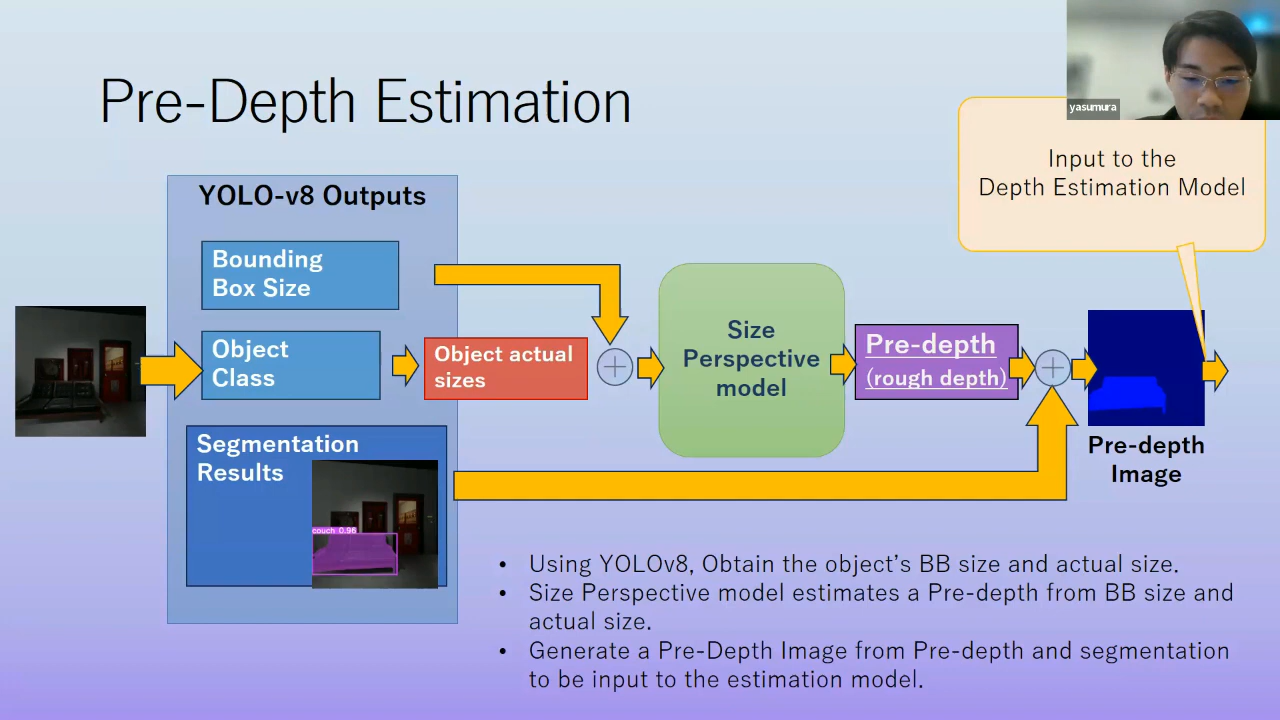 Pre-Depth Estimation
yasumura
Input to the
Depth Estimation Model
YOLO-v8 Outputs
Bounding
Box Size
Object
Class
Object actual
sizes
Size
Perspective
model
Pre-depth
(rough depth)
Segmentation
Results
couch 0.96
Pre-depth
Image
• Using YOLOv8, Obtain the object's BB size and actual size.
• Size Perspective model estimates a Pre-depth from BB size and
actual size.
• Generate a Pre-Depth Image from Pre-depth and segmentation
to be input to the estimation model.